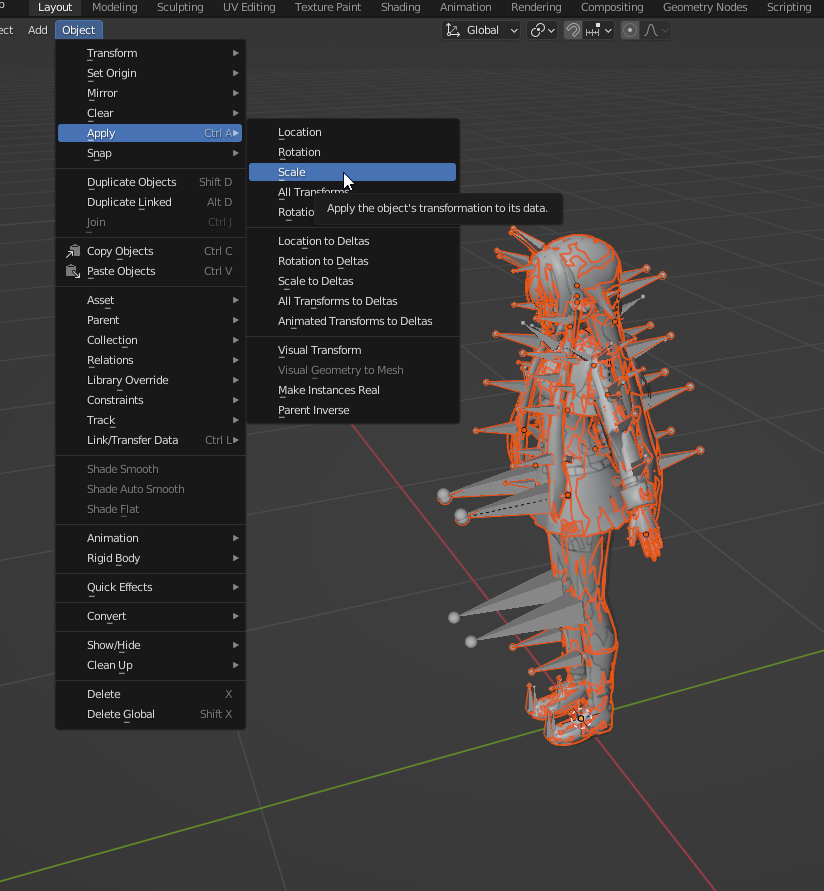 Layout Modeling Sculpting UV Editing Texture Paint Shading Animation Rendering Compositing Geometry Nodes Scripting
ect Add Object Global
Transform
Set Origin
Mirror
Clear
Apply Ctrl A
Snap
Duplicate Objects Shift D
Duplicate Linked Alt D
Join Ctrl J
Copy Objects Ctrl C
Paste Objects Ctrl V
Asset
Parent
Collection
Relations
Library Override
Constraints
Track
Link/Transfer Data Ctrl L
Shade Smooth
Shade Auto Smooth
Shade Flat
Animation
Rigid Body
Quick Effects
Convert
Show/Hide
Clean Up
Delete X
Delete Global Shift X
Location
Rotation
Scale
All Transforms
Rotatio
Apply the object's transformation to its data.
Location to Deltas
Rotation to Deltas
Scale to Deltas
All Transforms to Deltas
Animated Transforms to Deltas
Visual Transform
Visual Geometry to Mesh
Make Instances Real
Parent Inverse